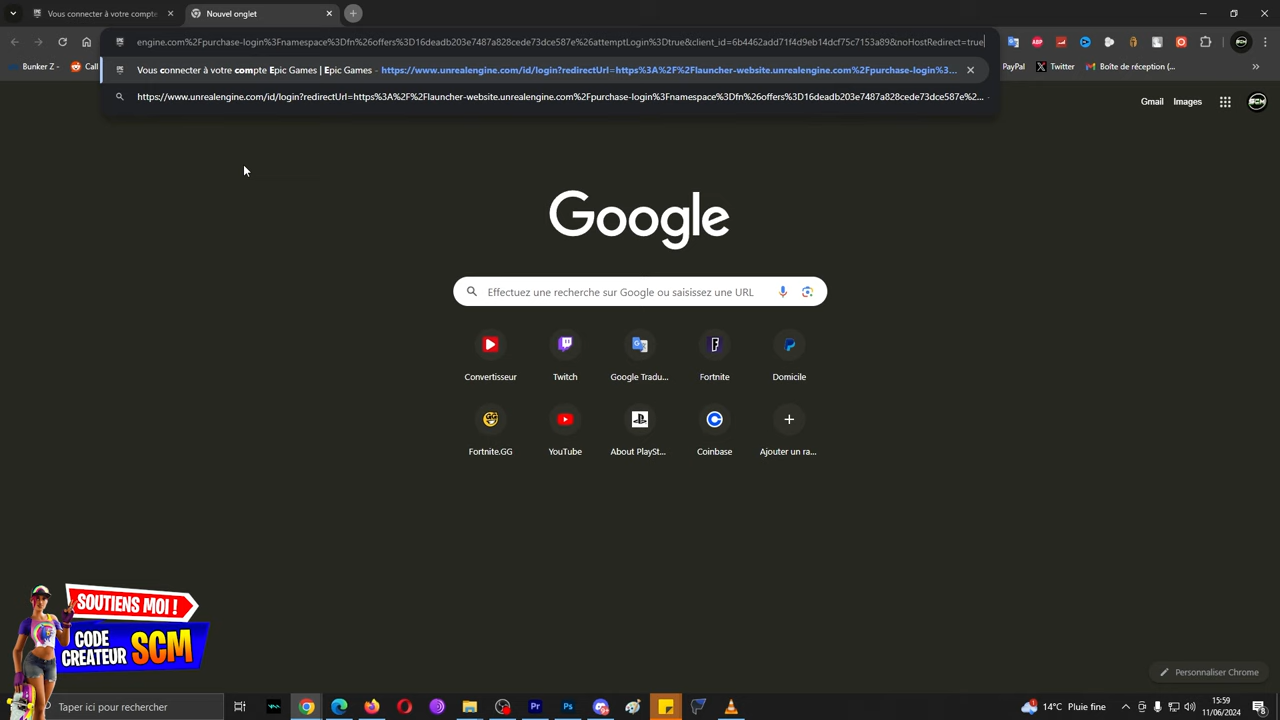 Vous connecter à votre compte
Nouvel onglet
engine.com%2Fpurchase-login%3Fnamespace%3Dfn%26offers%3D16deadb203e7487a828cede73dce587e%26attemptLogin%3Dtrue&client_id=6b4462add71f4d9eb14dcf75c7153a89&noHostRedirect=true
Vous connecter à votre compte Epic Games | Epic Games - https://www.unrealengine.com/id/login?redirectUrl=https%3A%2F%2Flauncher-website.unrealengine.com%2Fpurchase-login%3...
https://www.unrealengine.com/id/login?redirectUrl=https%3A%2F%2Flauncher-website.unrealengine.com%2Fpurchase-login%3Fnamespace%3Dfn%26offers%3D16deadb203e7487a828cede73dce587e%2... -
Bunker Z -
Call
PayPal
Twitter
Boîte de réception (...
Gmail
Images
SCM
Google
Effectuez une recherche sur Google ou saisissez une URL
Convertisseur
Twitch
Google Tradu...
Fortnite
Domicile
Fortnite.GG
YouTube
About PlaySt...
Coinbase
Ajouter un ra...
SOUTIENS MOI !
CODE
CREATEUR SCM
Personnaliser Chrome
Taper ici pour rechercher
14°C Pluie fine
15:59
11/06/2024